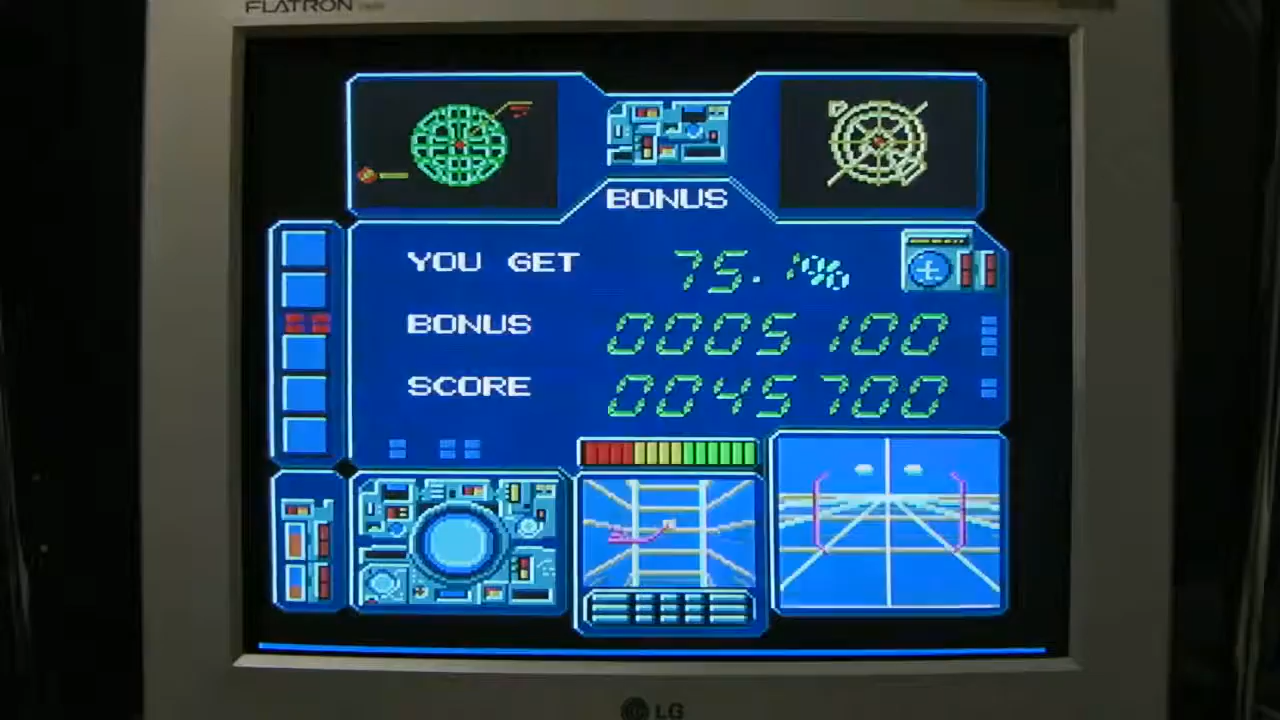 FLATRON
BONUS
YOU GET 75.1%
BONUS 0005100
SCORE 0045700
LG